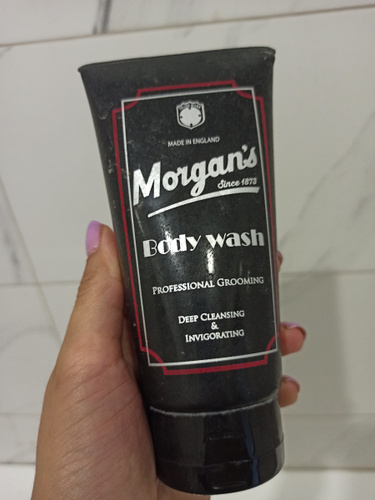 MADE IN ENGLAND
Morgan's
Since 1873
Body wash
PROFESSIONAL GROOMING
DEEP CLEANSING
&
INVIGORATING